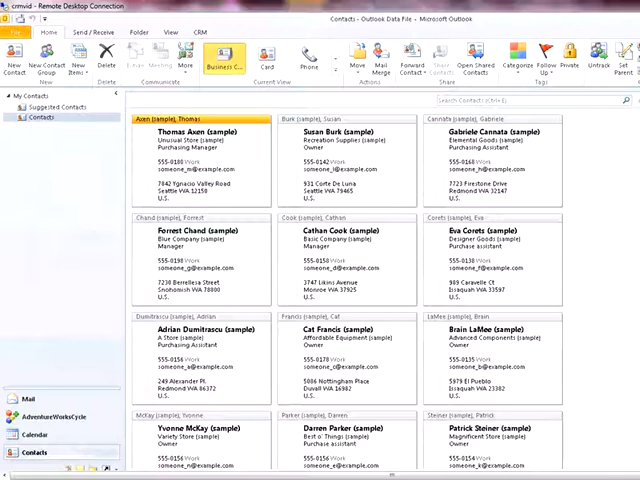 crmvid - Remote Desktop Connection
Contacts - Outlook Data File - Microsoft Outlook
File Home Send / Receive Folder View CRM
New Contact
New Contact Group
New Items
Delete
E-mail
Meeting
More
Business C...
Card
Phone
Move
Mail Merge
Forward Contact
Share Contacts
Open Shared Contacts
Categorize
Follow Up
Private
Untrack
Set Parent
New
Delete
Communicate
Current View
Actions
Share
Tags
My Contacts
Suggested Contacts
Contacts
Search Contacts (Ctrl+E)
Axen (sample), Thomas
Thomas Axen (sample)
Unusual Store (sample)
Purchasing Manager
555-0180 Work
someone_m@example.com
7842 Ygnacio Valley Road
Seattle WA 12158
U.S.
Burk (sample), Susan
Susan Burk (sample)
Recreation Supplies (sample)
Owner
555-0142 Work
someone_l@example.com
931 Corte De Luna
Seattle WA 79465
U.S.
Cannata (sample), Gabriele
Gabriele Cannata (sample)
Elemental Goods (sample)
Purchasing Assistant
555-0168 Work
someone_h@example.com
7723 Firestone Drive
Redmond WA 32147
U.S.
Chand (sample), Forrest
Forrest Chand (sample)
Blue Company (sample)
Manager
555-0198 Work
someone_g@example.com
7230 Berrellesa Street
Snohomish WA 78800
U.S.
Cook (sample), Cathan
Cathan Cook (sample)
Basic Company (sample)
Manager
555-0158 Work
someone_d@example.com
3747 Likins Avenue
Monroe WA 37925
U.S.
Corets (sample), Eva
Eva Corets (sample)
Designer Goods (sample)
Purchase assistant
555-0138 Work
someone_f@example.com
989 Caravelle Ct
Issaquah WA 33597
U.S.
Dumitrascu (sample), Adrian
Adrian Dumitrascu (sample)
A Store (sample)
Purchasing Assistant
555-0156 Work
someone_a@example.com
249 Alexander Pl.
Redmond WA 86372
U.S.
Francis (sample), Cat
Cat Francis (sample)
Affordable Equipment (sample)
Owner
555-0178 Work
someone_c@example.com
5086 Nottingham Place
Duvall WA 16982
U.S.
LaMee (sample), Brain
Brain LaMee (sample)
Advanced Components (sample)
Owner
555-0135 Work
someone_b@example.com
5979 El Pueblo
Issaquah WA 23382
U.S.
McKay (sample), Yvonne
Yvonne McKay (sample)
Variety Store (sample)
Owner
555-0156 Work
someone_n@example.com
Parker (sample), Darren
Darren Parker (sample)
Best o' Things (sample)
Purchase assistant
555-0156 Work
someone_e@example.com
Steiner (sample), Patrick
Patrick Steiner (sample)
Magnificent Store (sample)
Owner
555-0154 Work
someone_k@example.com
Mail
AdventureWorksCycle
Calendar
Contacts